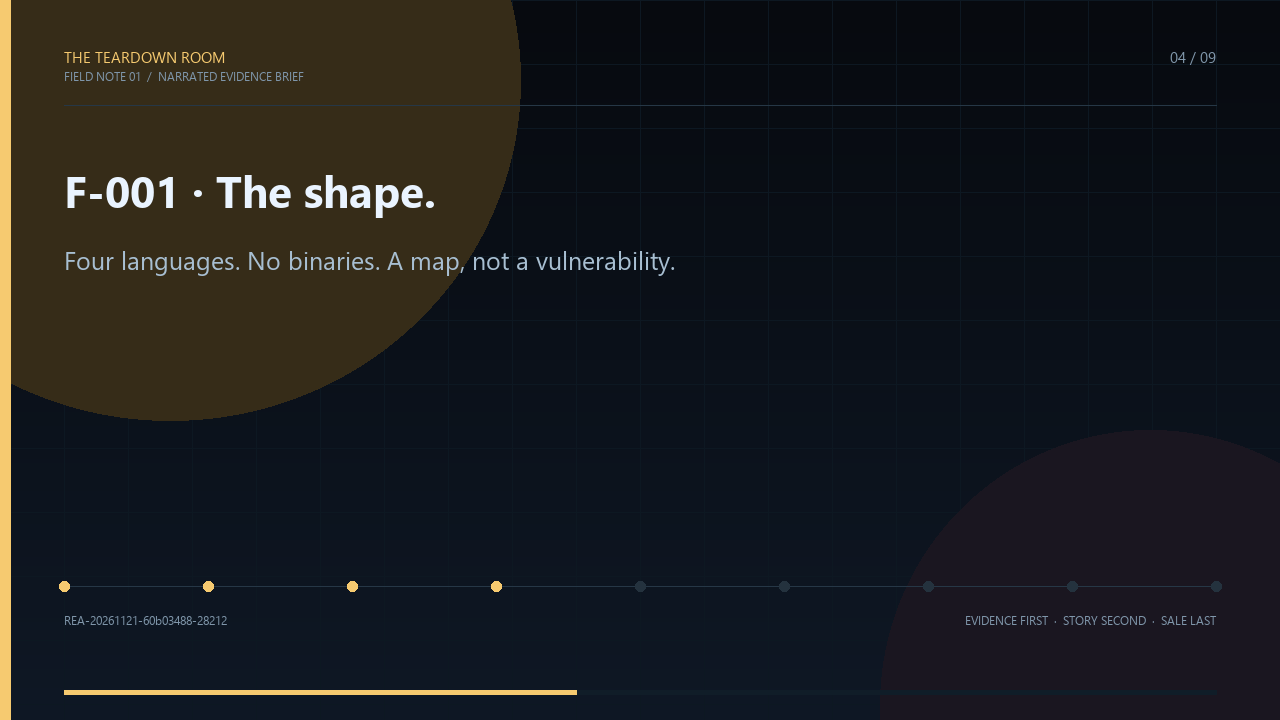 THE TEARDOWN ROOM
FIELD NOTE 01 / NARRATED EVIDENCE BRIEF
04 / 09
F-001 · The shape.
Four languages. No binaries. A map, not a vulnerability.
REA-20261121-60b03488-28212
EVIDENCE FIRST · STORY SECOND · SALE LAST